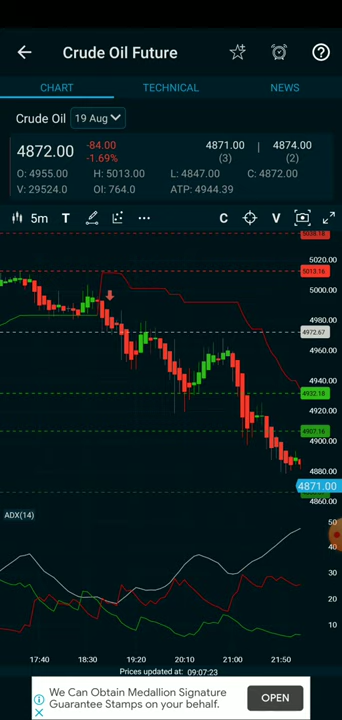 Crude Oil Future
CHART TECHNICAL NEWS
Crude Oil 19 Aug
4872.00 -84.00 -1.69% 4871.00 (3) | 4874.00 (2)
O: 4955.00 H: 5013.00 L: 4847.00 C: 4872.00
V: 29524.0 OI: 764.0 ATP: 4944.39
5m T C V
5020.00
5013.16
5000.00
4980.00
4972.67
4960.00
4940.00
4932.18
4920.00
4907.16
4900.00
4880.00
4871.00
4860.00
ADX(14)
50
40
30
20
10
0
17:40 18:30 19:20 20:10 21:00 21:50
Prices updated at: 09:07:23
We Can Obtain Medallion Signature
Guarantee Stamps on your behalf.
OPEN